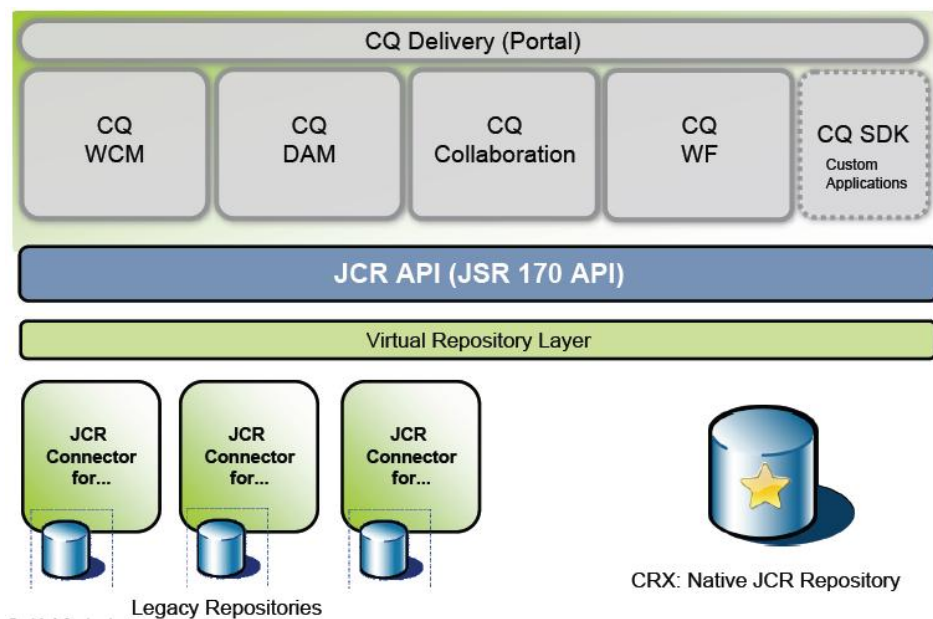 CQ Delivery (Portal)
CQ
WCM
CQ
DAM
CQ
Collaboration
CQ
WF
CQ SDK
Custom
Applications
JCR API (JSR 170 API)
Virtual Repository Layer
JCR
Connector
for...
JCR
Connector
for...
JCR
Connector
for...
CRX: Native JCR Repository
Legacy Repositories